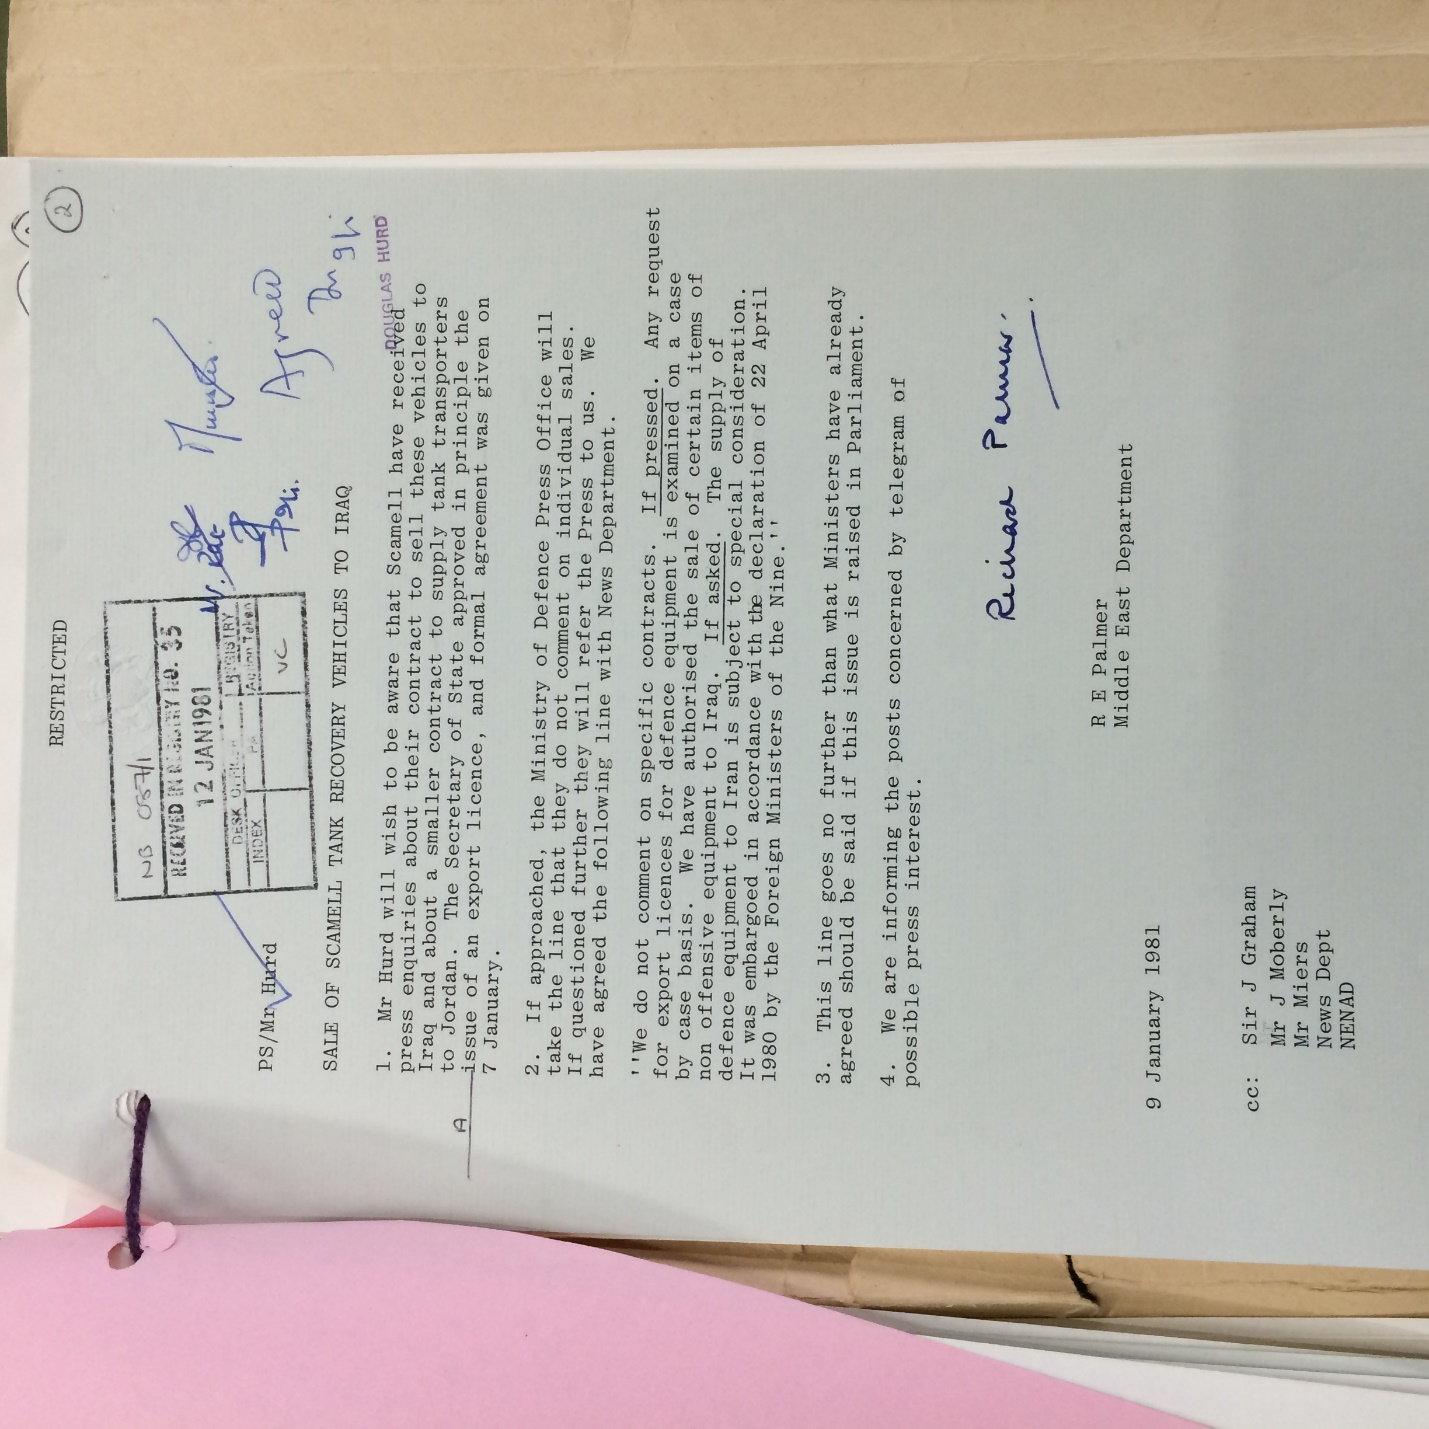 RESTRICTED
2
NB 037/1
RECEIVED IN REGISTRY NO. 35
12 JAN 1981
DESK OFFICER
REGISTRY
INDEX
PA
Action Taken
VC
Minister
Agreed
DOUGLAS HURD
PS/Mr Hurd
SALE OF SCAMELL TANK RECOVERY VEHICLES TO IRAQ
1. Mr Hurd will wish to be aware that Scamell have received
press enquiries about their contract to sell these vehicles to
Iraq and about a smaller contract to supply tank transporters
to Jordan. The Secretary of State approved in principle the
A
issue of an export licence, and formal agreement was given on
7 January.
2. If approached, the Ministry of Defence Press Office will
take the line that they do not comment on individual sales.
If questioned further they will refer the Press to us. We
have agreed the following line with News Department.
''We do not comment on specific contracts. If pressed. Any request
for export licences for defence equipment is examined on a case
by case basis. We have authorised the sale of certain items of
non offensive equipment to Iraq. If asked. The supply of
defence equipment to Iran is subject to special consideration.
It was embargoed in accordance with the declaration of 22 April
1980 by the Foreign Ministers of the Nine.''
3. This line goes no further than what Ministers have already
agreed should be said if this issue is raised in Parliament.
4. We are informing the posts concerned by telegram of
possible press interest.
Richard Palmer.
R E Palmer
Middle East Department
9 January 1981
cc: Sir J Graham
Mr J Moberly
Mr Miers
News Dept
NENAD